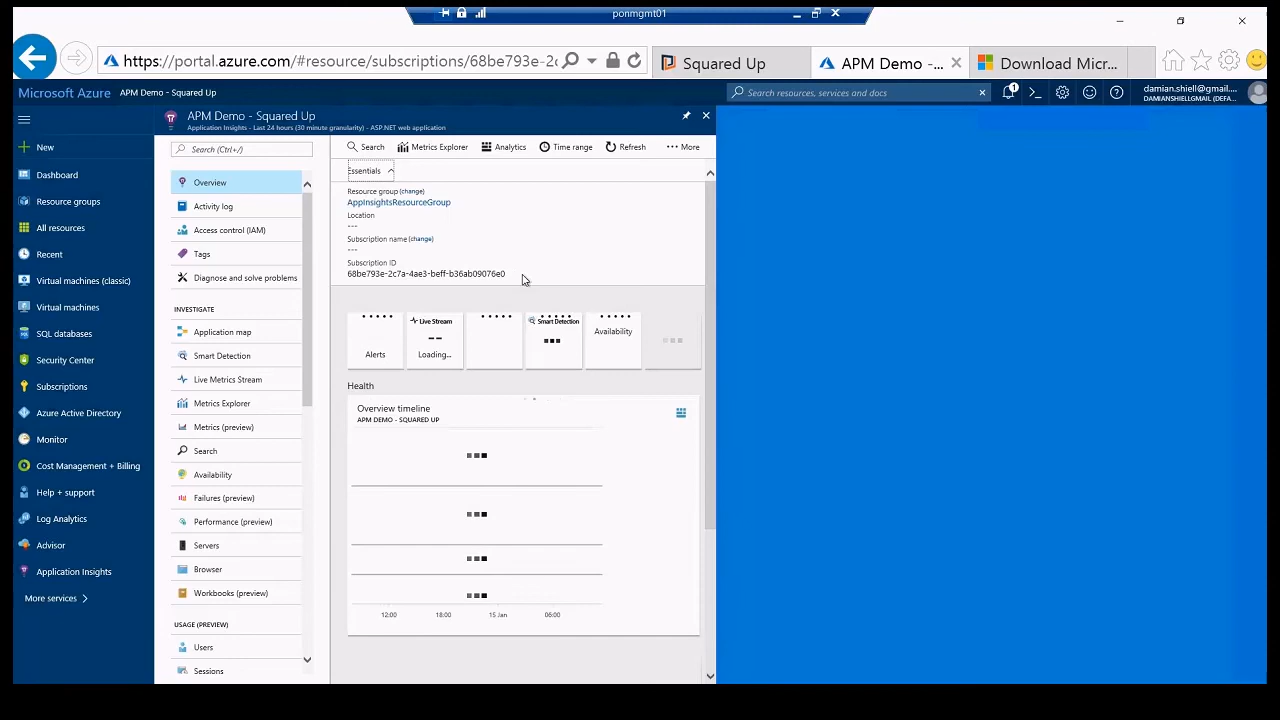 ponmgmt01
https://portal.azure.com/#resource/subscriptions/68be793e-2c
Squared Up
APM Demo -...
Download Micr...
Microsoft Azure
APM Demo - Squared Up
Search resources, services and docs
1
damian.shiell@gmail....
DAMIANSHIELLGMAIL (DEFA...
New
Dashboard
Resource groups
All resources
Recent
Virtual machines (classic)
Virtual machines
SQL databases
Security Center
Subscriptions
Azure Active Directory
Monitor
Cost Management + Billing
Help + support
Log Analytics
Advisor
Application Insights
More services
APM Demo - Squared Up
Application Insights - Last 24 hours (30 minute granularity) - ASP.NET web application
Search (Ctrl+/)
Overview
Activity log
Access control (IAM)
Tags
Diagnose and solve problems
INVESTIGATE
Application map
Smart Detection
Live Metrics Stream
Metrics Explorer
Metrics (preview)
Search
Availability
Failures (preview)
Performance (preview)
Servers
Browser
Workbooks (preview)
USAGE (PREVIEW)
Users
Sessions
Search
Metrics Explorer
Analytics
Time range
Refresh
More
Essentials
Resource group (change)
AppInsightsResourceGroup
Location
---
Subscription name (change)
---
Subscription ID
68be793e-2c7a-4ae3-beff-b36ab09076e0
Alerts
Live Stream
--
Loading...
Smart Detection
Availability
Health
Overview timeline
APM DEMO - SQUARED UP
12:00
18:00
15 Jan
06:00